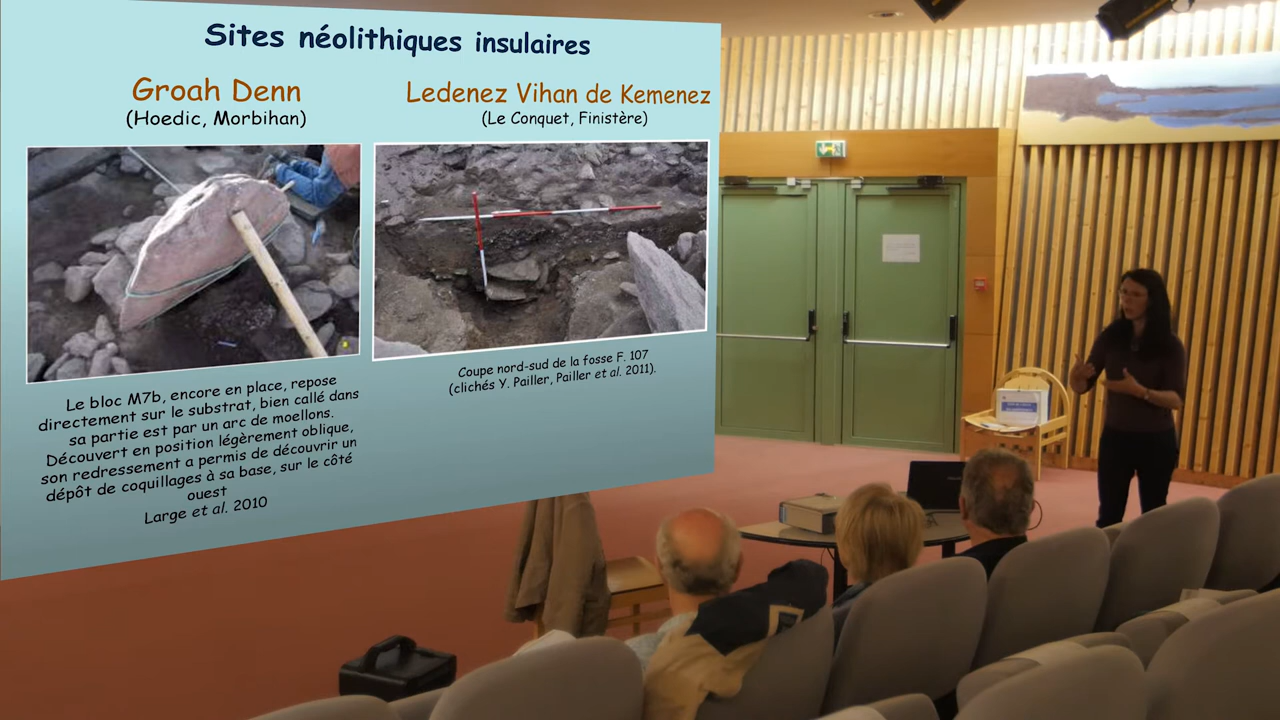 Sites néolithiques insulaires
Groah Denn
(Hoedic, Morbihan)
Ledenez Vihan de Kemenez
(Le Conquet, Finistère)
Le bloc M7b, encore en place, repose
directement sur le substrat, bien callé dans
sa partie est par un arc de moellons.
Découvert en position légèrement oblique,
son redressement a permis de découvrir un
dépôt de coquillages à sa base, sur le côté
ouest
Large et al. 2010
Coupe nord-sud de la fosse F. 107
(clichés Y. Pailler, Pailler et al. 2011).